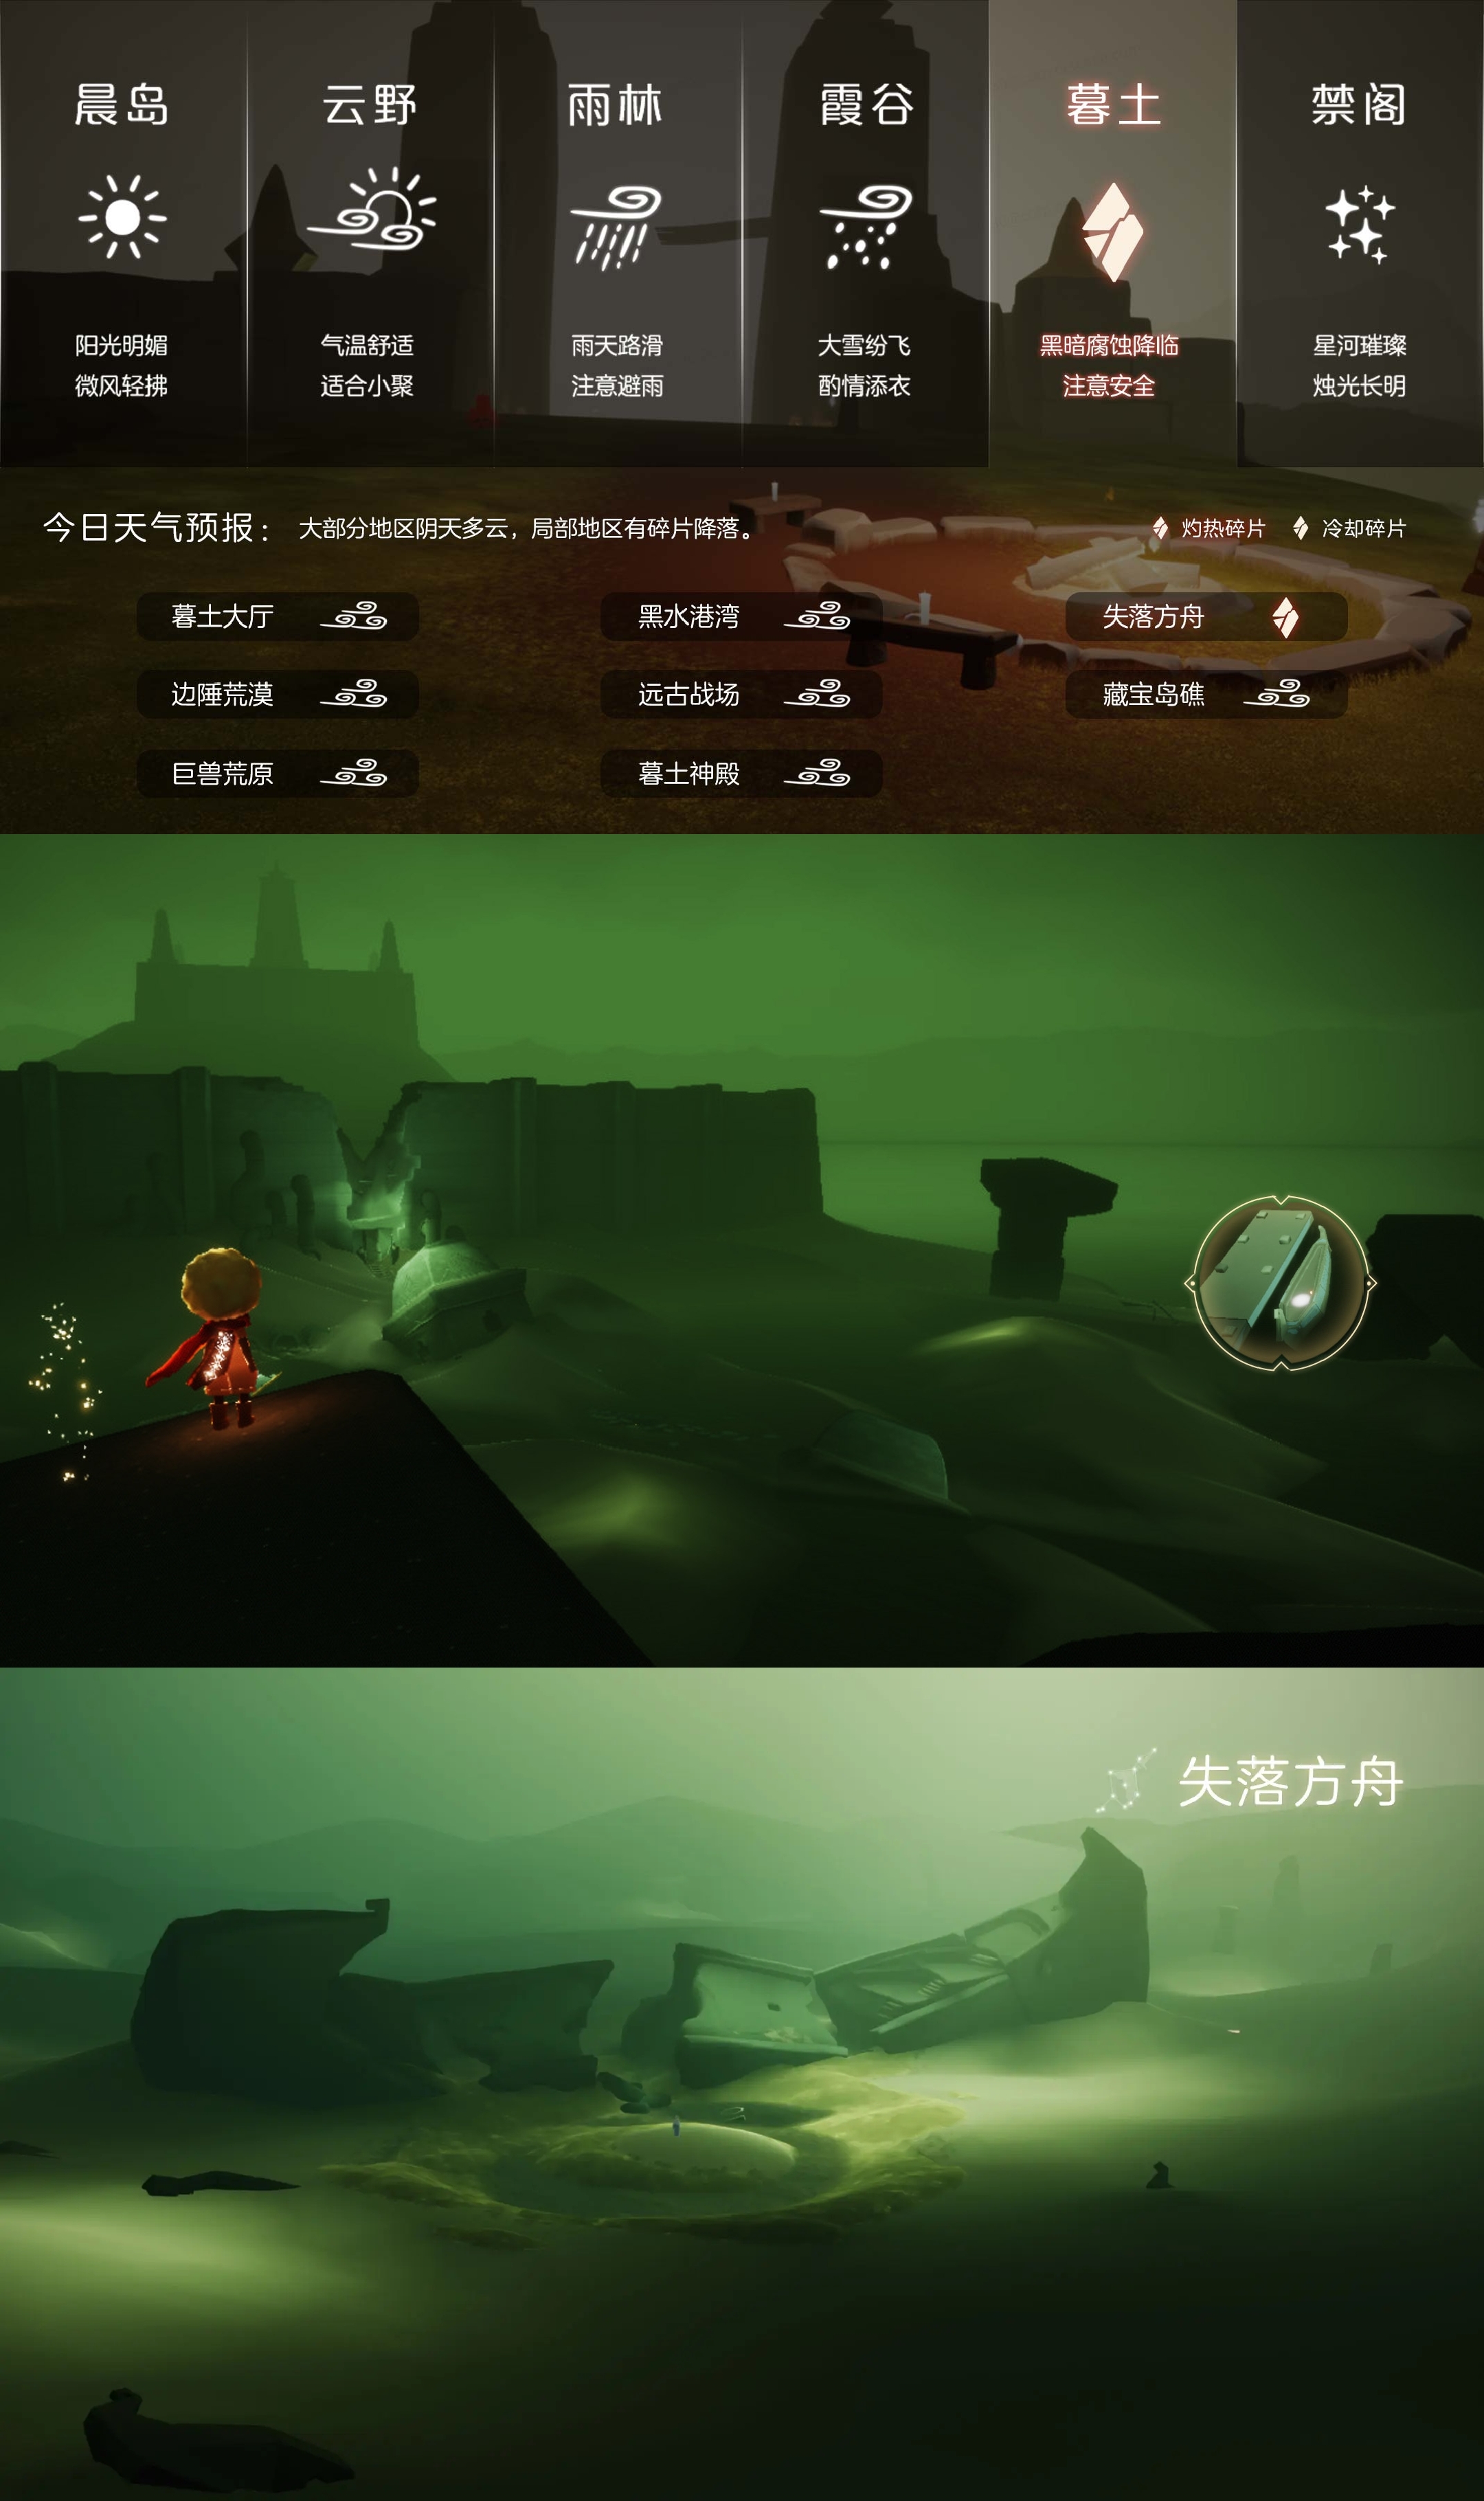 晨岛
云野
雨林
霞谷
暮土
禁阁
阳光明媚
微风轻拂
气温舒适
适合小聚
雨天路滑
注意避雨
大雪纷飞
酌情添衣
黑暗腐蚀降临
注意安全
星河璀璨
烛光长明
今日天气预报：
大部分地区阴天多云，局部地区有碎片降落。
灼热碎片
冷却碎片
暮土大厅
黑水港湾
失落方舟
边陲荒漠
远古战场
藏宝岛礁
巨兽荒原
暮土神殿
失落方舟